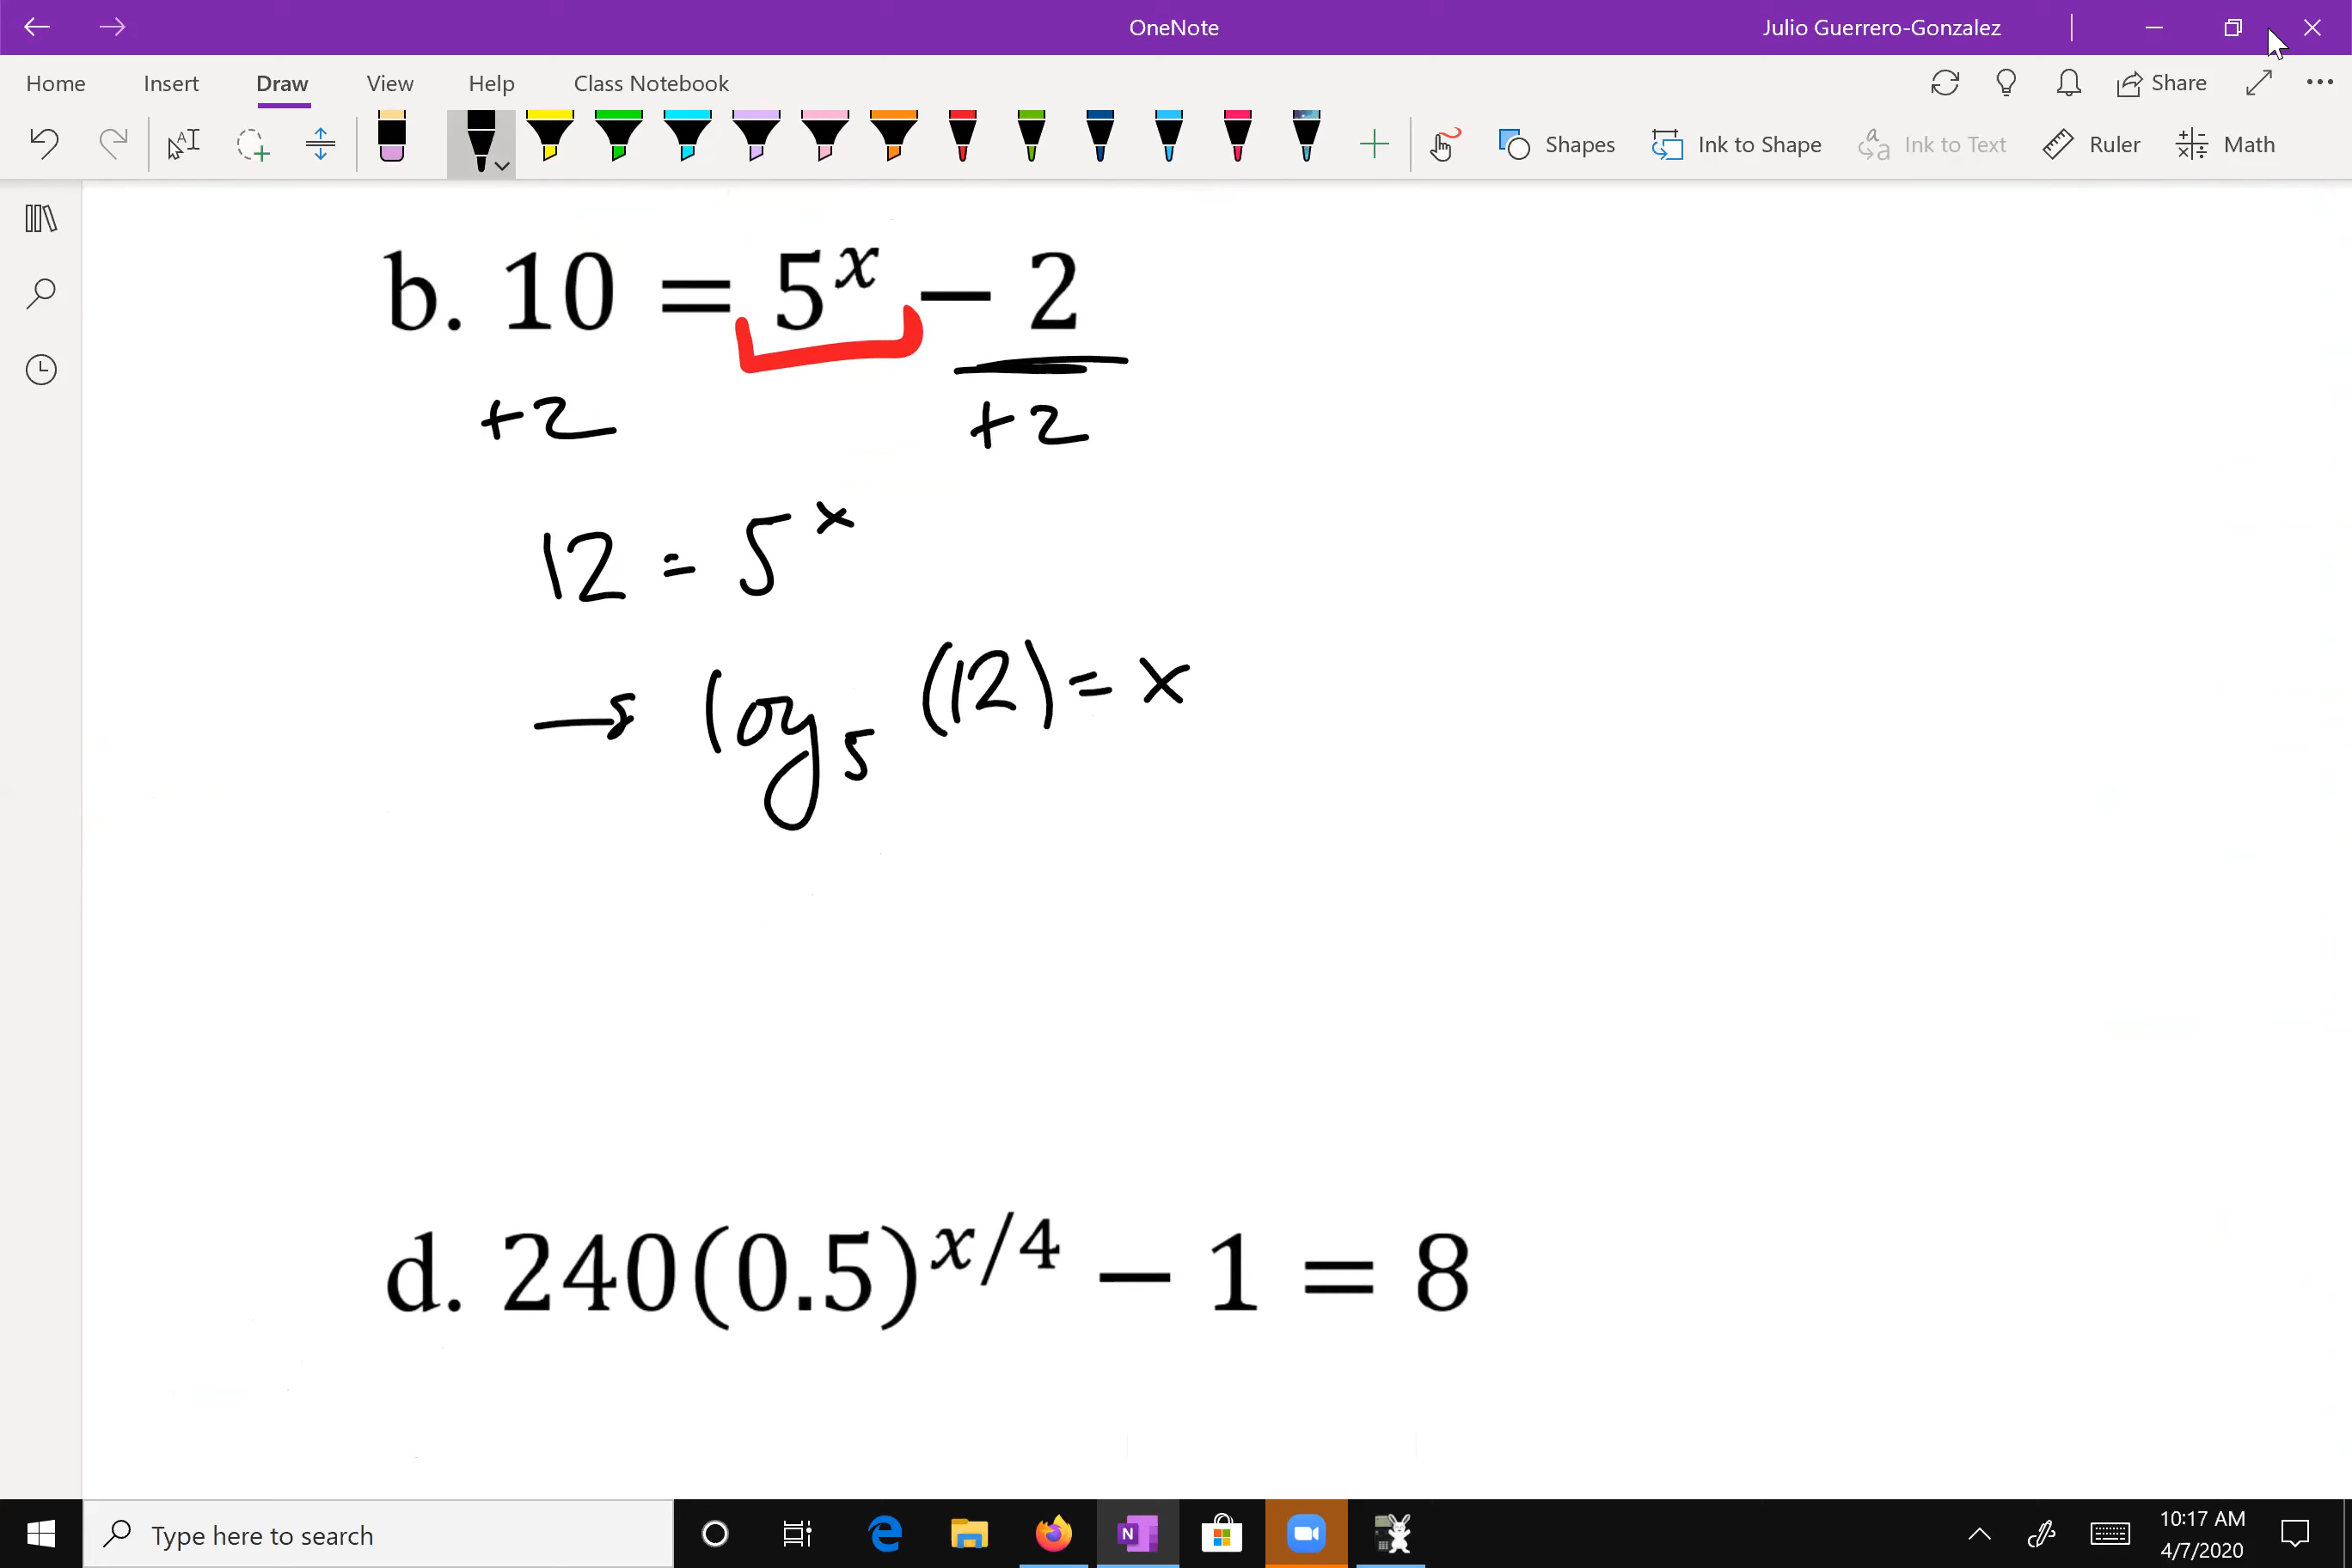 OneNote
Julio Guerrero-Gonzalez
Home Insert Draw View Help Class Notebook Share
Shapes Ink to Shape Ink to Text Ruler Math
b. 10 = 5^x − 2
+2 +2
12 = 5^x
→ log_5 (12) = x
d. 240(0.5)^{x/4} − 1 = 8
Type here to search
10:17 AM
4/7/2020